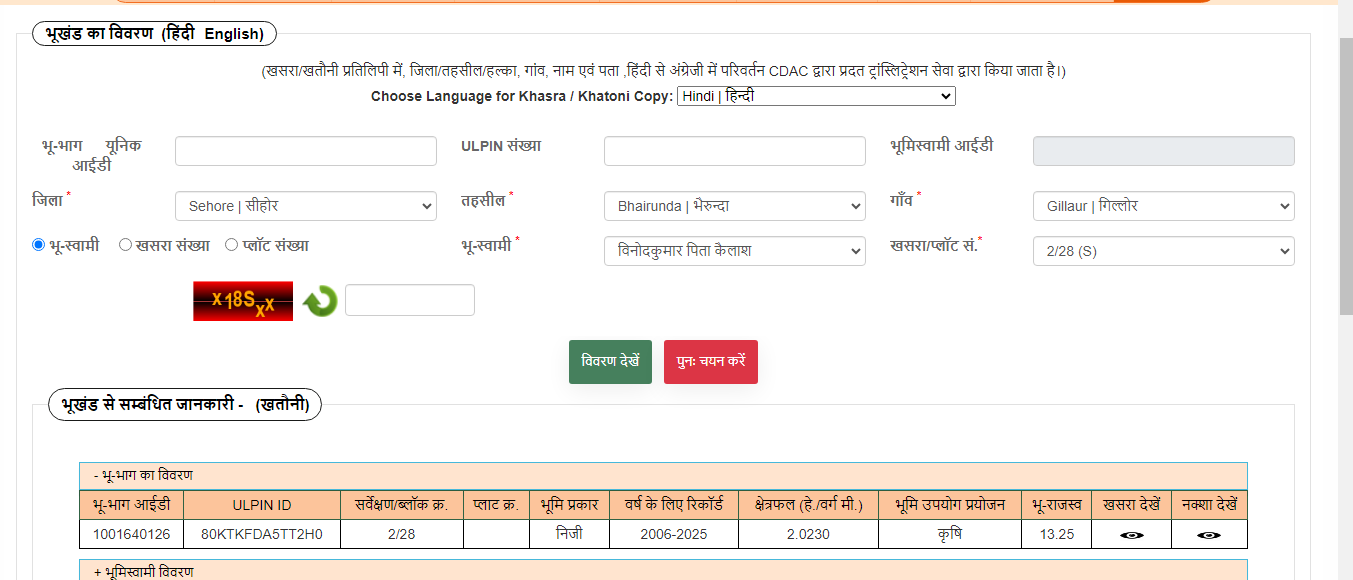 भूखंड का विवरण (हिंदी English)
(खसरा/खतौनी प्रतिलिपी में, जिला/तहसील/हल्का, गांव, नाम एवं पता ,हिंदी से अंग्रेजी में परिवर्तन CDAC द्वारा प्रदत ट्रांस्लिट्रेशन सेवा द्वारा किया जाता है।)
Choose Language for Khasra / Khatoni Copy: Hindi | हिन्दी
भू-भाग यूनिक आईडी ULPIN संख्या भूमिस्वामी आईडी
जिला * Sehore | सीहोर तहसील * Bhairunda | भेरुन्दा गाँव * Gillaur | गिल्लोर
भू-स्वामी खसरा संख्या प्लॉट संख्या भू-स्वामी * विनोदकुमार पिता कैलाश खसरा/प्लॉट सं.* 2/28 (S)
x18Sxx
विवरण देखें पुनः चयन करें
भूखंड से सम्बंधित जानकारी - (खतौनी)
- भू-भाग का विवरण
भू-भाग आईडी ULPIN ID सर्वेक्षण/ब्लॉक क्र. प्लाट क्र. भूमि प्रकार वर्ष के लिए रिकॉर्ड क्षेत्रफल (हे./वर्ग मी.) भूमि उपयोग प्रयोजन भू-राजस्व खसरा देखें नक्शा देखें
1001640126 80KTKFDA5TT2H0 2/28 निजी 2006-2025 2.0230 कृषि 13.25
+ भूमिस्वामी विवरण